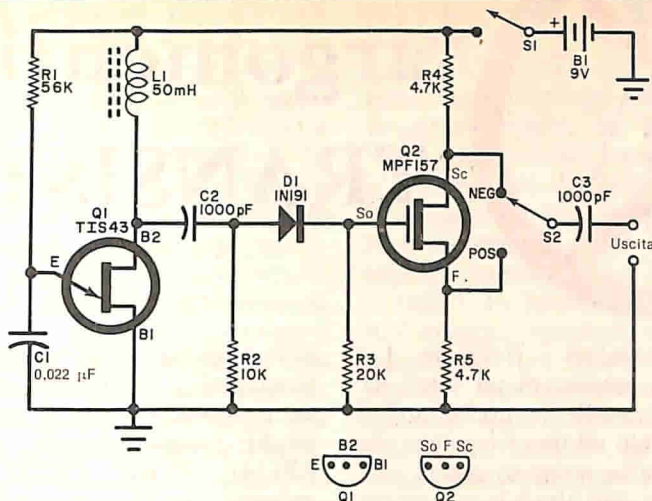 R1
56K
L1
50mH
R4
4.7K
S1
+
B1
9V
Q2
MPF157
Sc
NEG
C3
1000pF
C2
1000pF
D1
1N191
So
S2
Uscita
Q1
TIS43
B2
E
B1
POS
F
C1
0,022 µF
R2
10K
R3
20K
R5
4.7K
B2
E B1
Q1
So F Sc
Q2